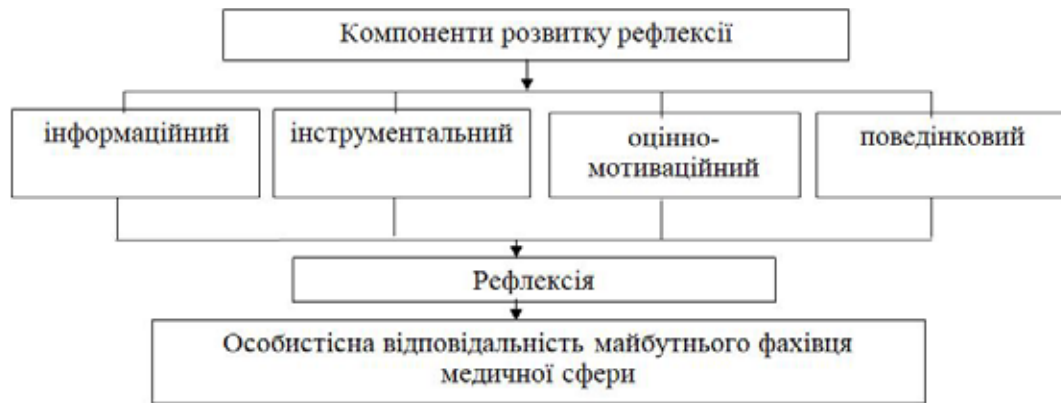 Компоненти розвитку рефлексії
інформаційний
інструментальний
оцінно-
мотиваційний
поведінковий
Рефлексія
Особистісна відповідальність майбутнього фахівця
медичної сфери